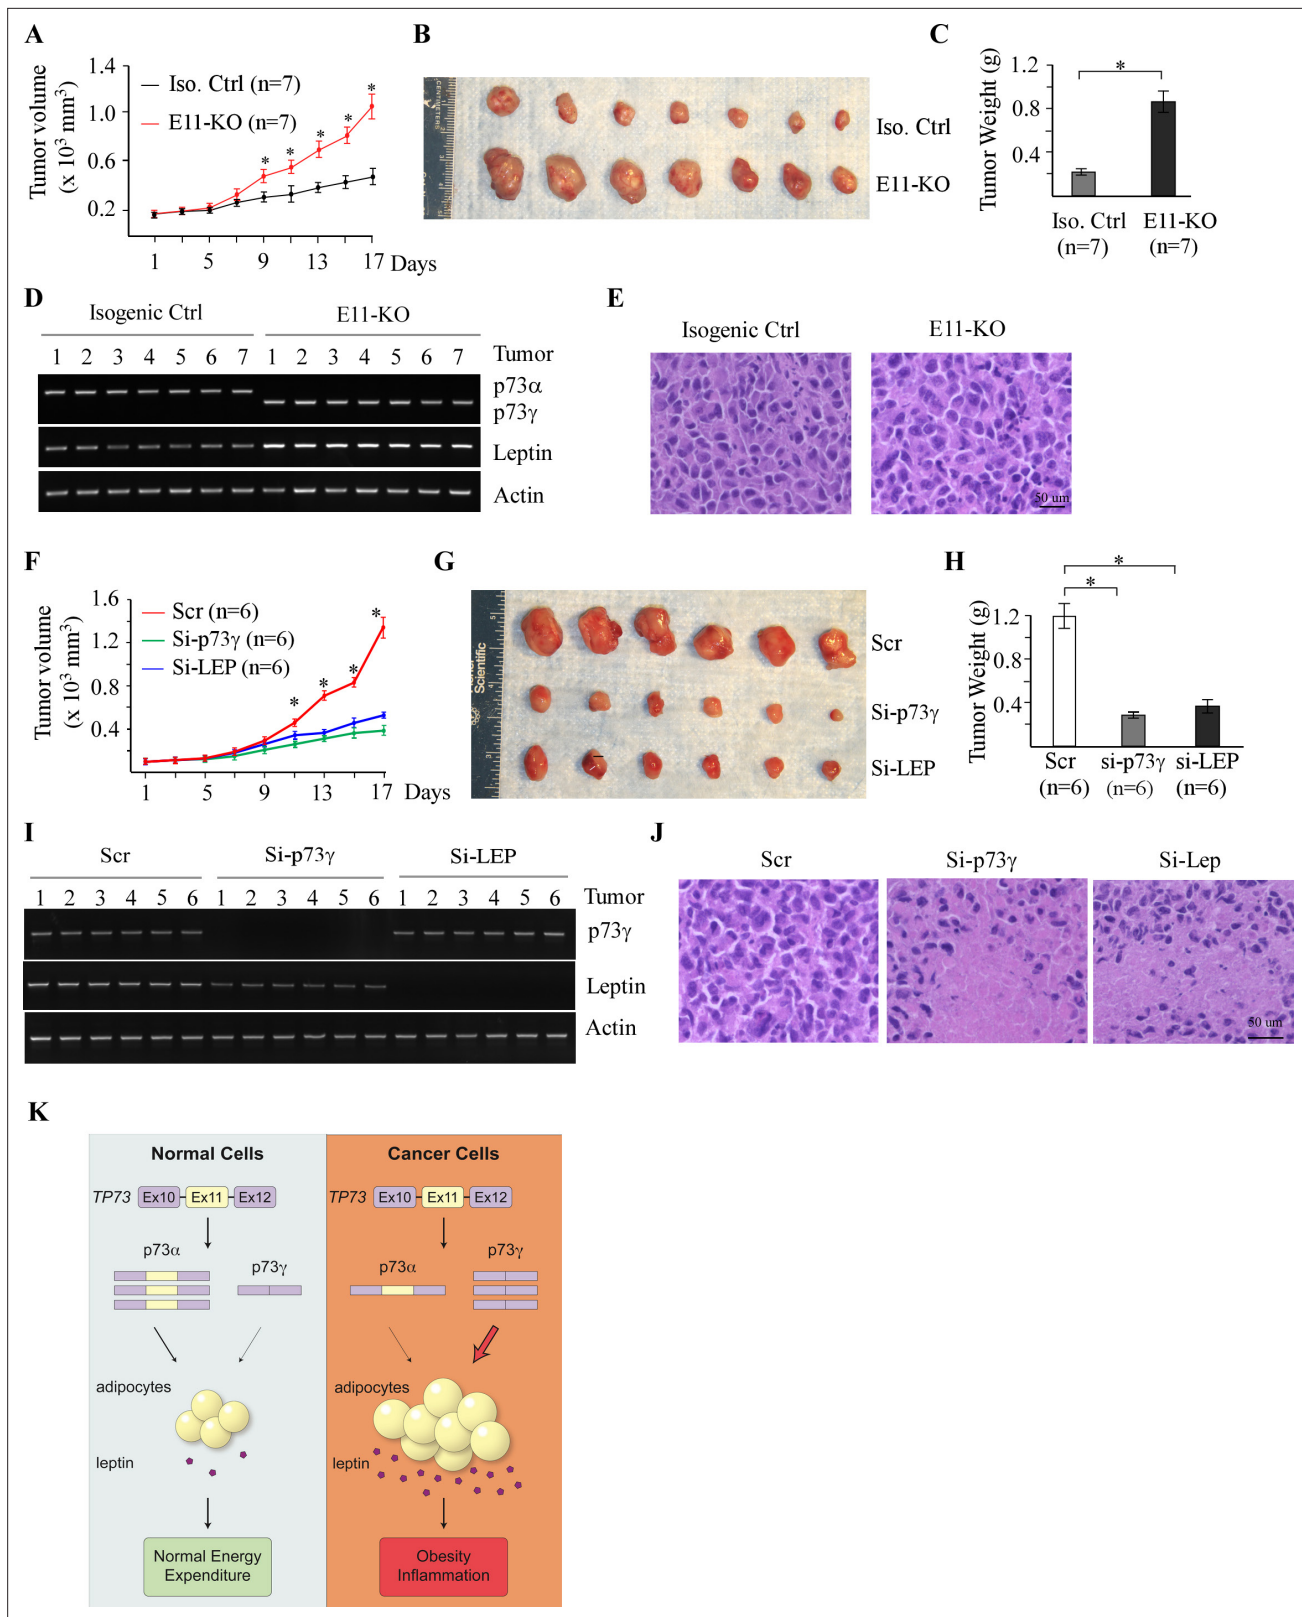 A
Tumor volume
(x 10³ mm³)
1.4
1.0
0.6
0.2
Iso. Ctrl (n=7)
E11-KO (n=7)
*
*
*
*
*
1
5
9
13
17
Days
B
CENTIMETERS
Iso. Ctrl
E11-KO
C
Tumor Weight (g)
1.2
0.8
0.4
*
Iso. Ctrl
(n=7)
E11-KO
(n=7)
D
Isogenic Ctrl
E11-KO
1 2 3 4 5 6 7 1 2 3 4 5 6 7 Tumor
p73α
p73γ
Leptin
Actin
E
Isogenic Ctrl
E11-KO
50 um
F
Tumor volume
(x 10³ mm³)
1.6
1.2
0.8
0.4
Scr (n=6)
Si-p73γ (n=6)
Si-LEP (n=6)
*
*
*
*
1
5
9
13
17
Days
G
Scientific
Scr
Si-p73γ
Si-LEP
H
Tumor Weight (g)
1.2
0.8
0.4
*
*
Scr
(n=6)
si-p73γ
(n=6)
si-LEP
(n=6)
I
Scr
Si-p73γ
Si-LEP
1 2 3 4 5 6 1 2 3 4 5 6 1 2 3 4 5 6 Tumor
p73γ
Leptin
Actin
J
Scr
Si-p73γ
Si-Lep
50 um
K
Normal Cells
TP73 Ex10 Ex11 Ex12
p73α
p73γ
adipocytes
leptin
Normal Energy
Expenditure
Cancer Cells
TP73 Ex10 Ex11 Ex12
p73α
p73γ
adipocytes
leptin
Obesity
Inflammation